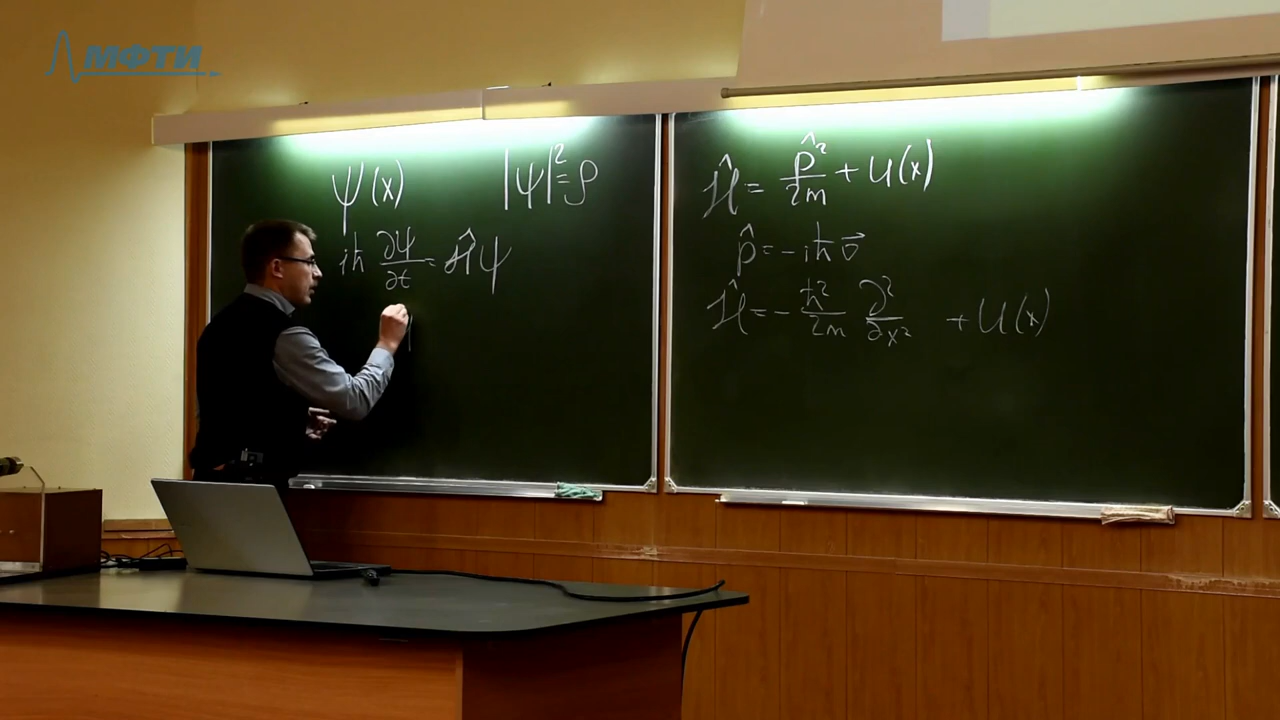 МФТИ
ψ(x) |ψ|² = ρ
iħ ∂ψ/∂t = Ĥψ
Ĥ = p̂²/2m + U(x)
p̂ = -iħ∇⃗
Ĥ = - ħ²/2m ∂²/∂x² + U(x)